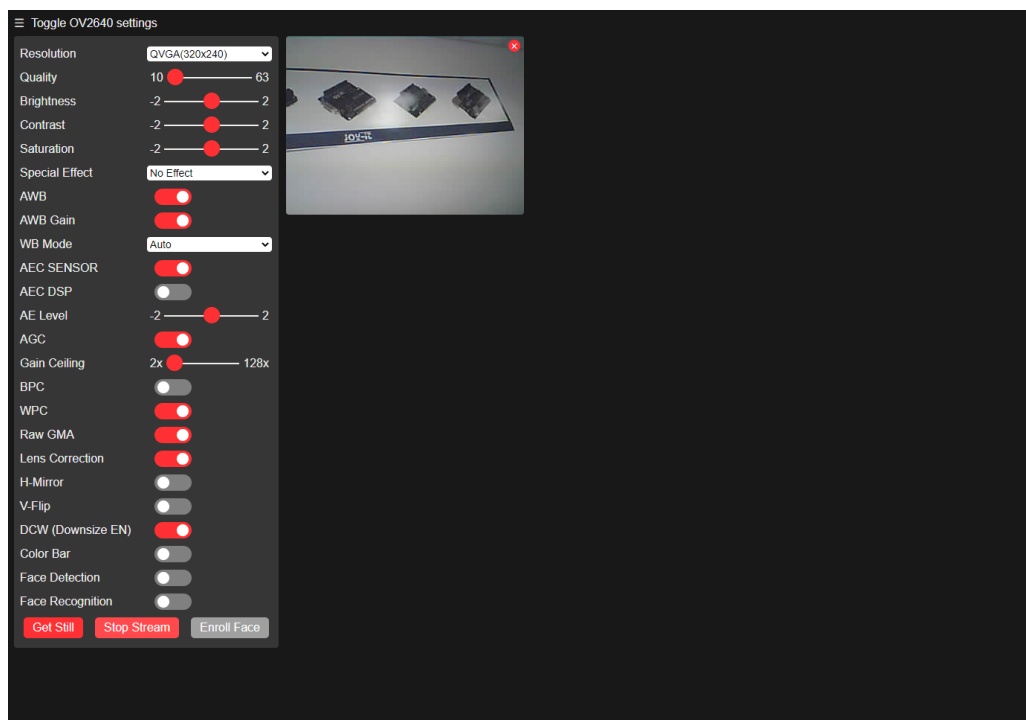 ☰ Toggle OV2640 settings
Resolution QVGA(320x240)
Quality 10 63
Brightness -2 2
Contrast -2 2
Saturation -2 2
Special Effect No Effect
AWB
AWB Gain
WB Mode Auto
AEC SENSOR
AEC DSP
AE Level -2 2
AGC
Gain Ceiling 2x 128x
BPC
WPC
Raw GMA
Lens Correction
H-Mirror
V-Flip
DCW (Downsize EN)
Color Bar
Face Detection
Face Recognition
Get Still Stop Stream Enroll Face
JOY-IT